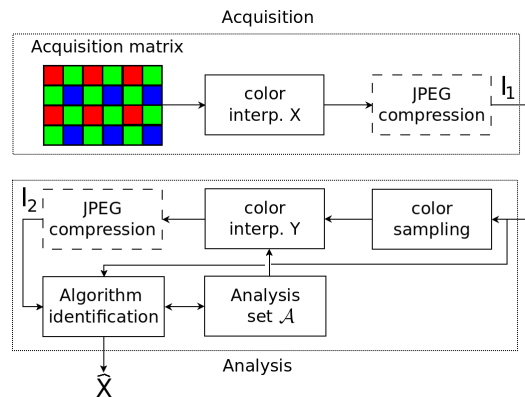 Acquisition
Acquisition matrix
color
interp. X
JPEG
compression
I1
I2
JPEG
compression
color
interp. Y
color
sampling
Algorithm
identification
Analysis
set 𝒜
Analysis
X̂